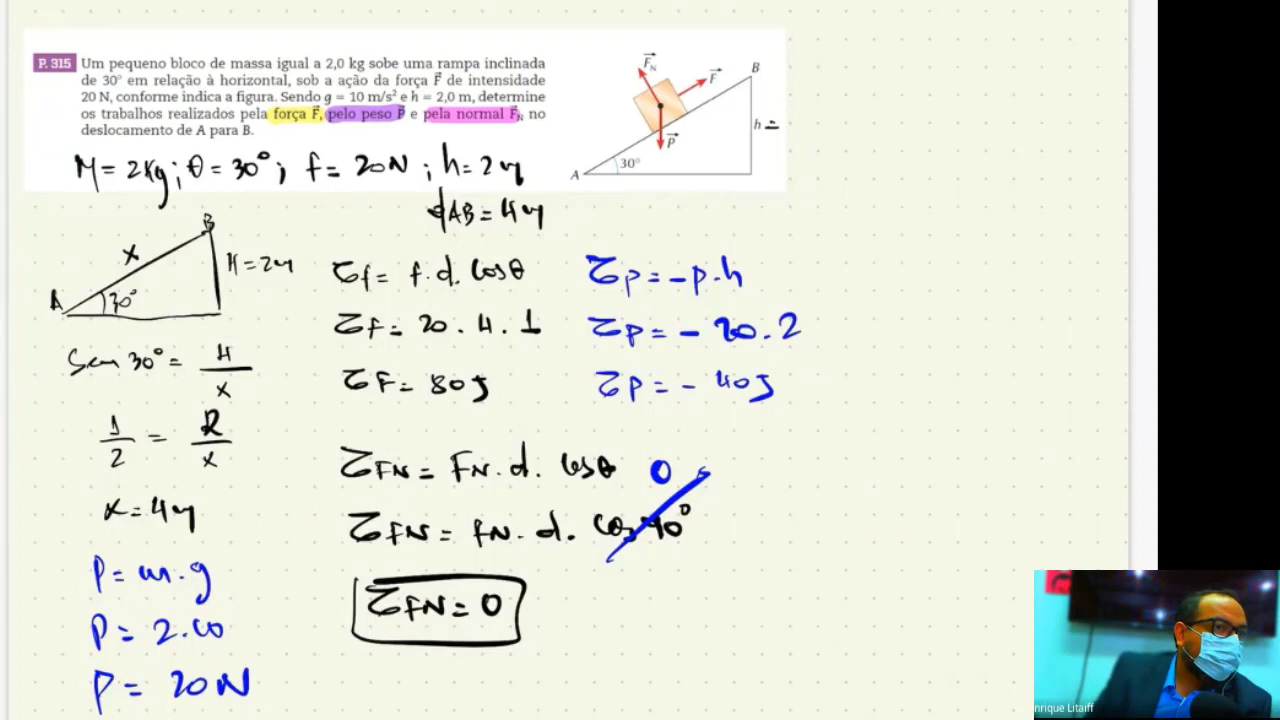 P. 315 Um pequeno bloco de massa igual a 2,0 kg sobe uma rampa inclinada
de 30° em relação à horizontal, sob a ação da força F⃗ de intensidade
20 N, conforme indica a figura. Sendo g = 10 m/s² e h = 2,0 m, determine
os trabalhos realizados pela força F⃗, pelo peso P⃗ e pela normal F⃗N no
deslocamento de A para B.
F⃗N
F⃗
B
h =
P⃗
30°
A
M = 2Kg; θ = 30°; f = 20N; h = 2m
dAB = 4m
B
x
H = 2m
A
30°
Sen 30° = H/x
1/2 = 2/x
x = 4m
P = m.g
P = 2.10
P = 20N
τf = f.d. cosθ
τf = 20.4.1
τF = 80J
τP = -P.h
τP = - 20.2
τP = - 40J
τFN = FN.d. cosθ
0
τFN = fN.d. cos 90°
τFN = 0
nrique Litaiff